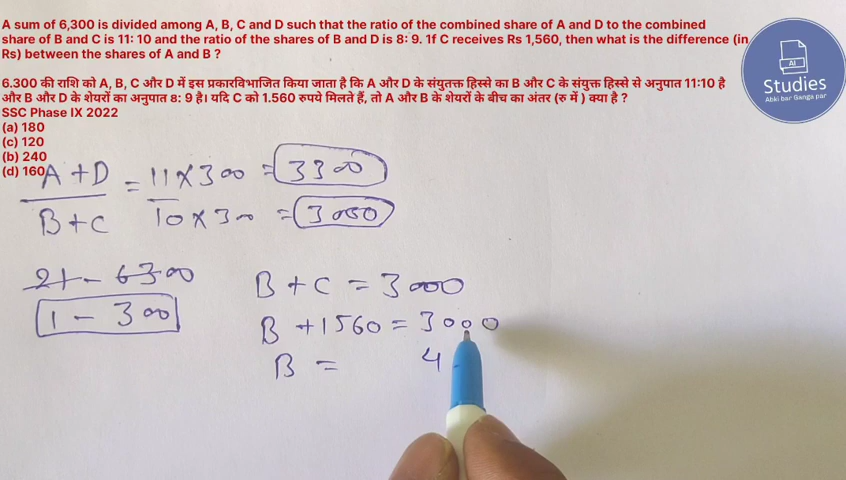 A sum of 6,300 is divided among A, B, C and D such that the ratio of the combined share of A and D to the combined
share of B and C is 11: 10 and the ratio of the shares of B and D is 8: 9. 1f C receives Rs 1,560, then what is the difference (in
Rs) between the shares of A and B ?
6.300 की राशि को A, B, C और D में इस प्रकारविभाजित किया जाता है कि A और D के संयुतक्त हिस्से का B और C के संयुक्त हिस्से से अनुपात 11:10 है
और B और D के शेयरों का अनुपात 8: 9 है। यदि C को 1.560 रुपये मिलते हैं, तो A और B के शेयरों के बीच का अंतर (रु में ) क्या है ?
SSC Phase IX 2022
(a) 180
(c) 120
(b) 240
(d) 160
A + D / B + C = 11 × 300 / 10 × 300
= 3300
= 3000
21 - 6300
1 - 300
B + C = 3000
B + 1560 = 3000
B = 4
AI
Studies
Abki bar Ganga par